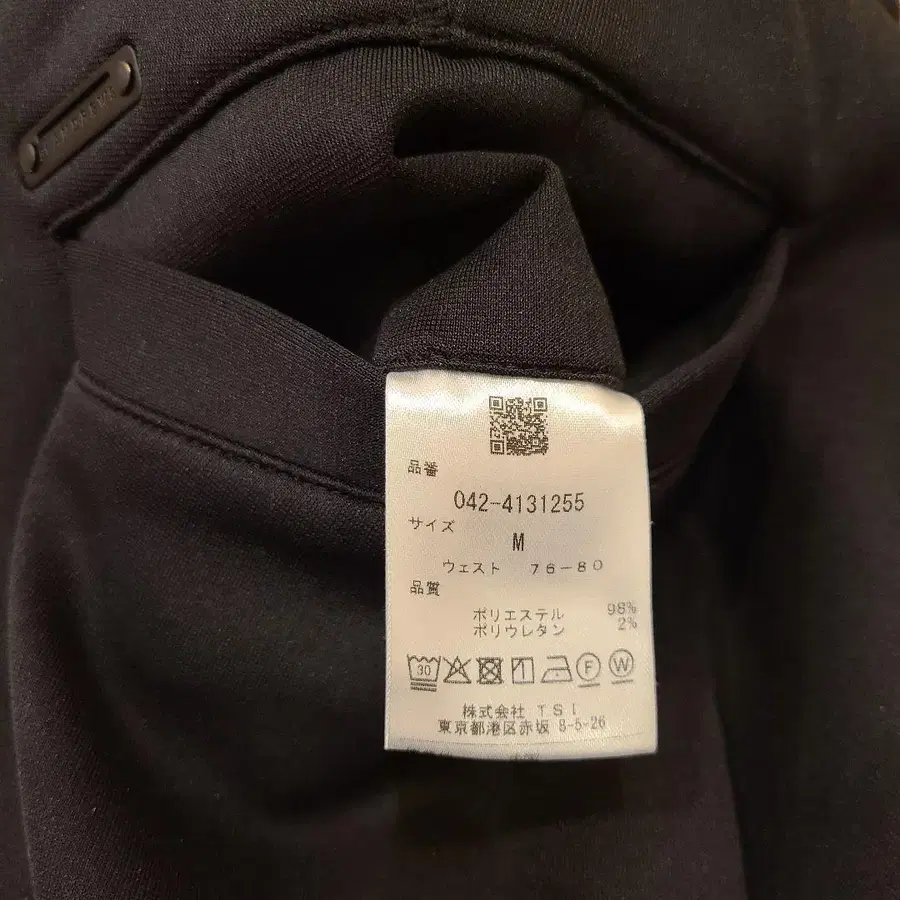 品番
042-4131255
サイズ
M
ウェスト 76-80
品質
ポリエステル 98%
ポリウレタン 2%
30
F
W
株式会社 TSI
東京都港区赤坂 8-5-26